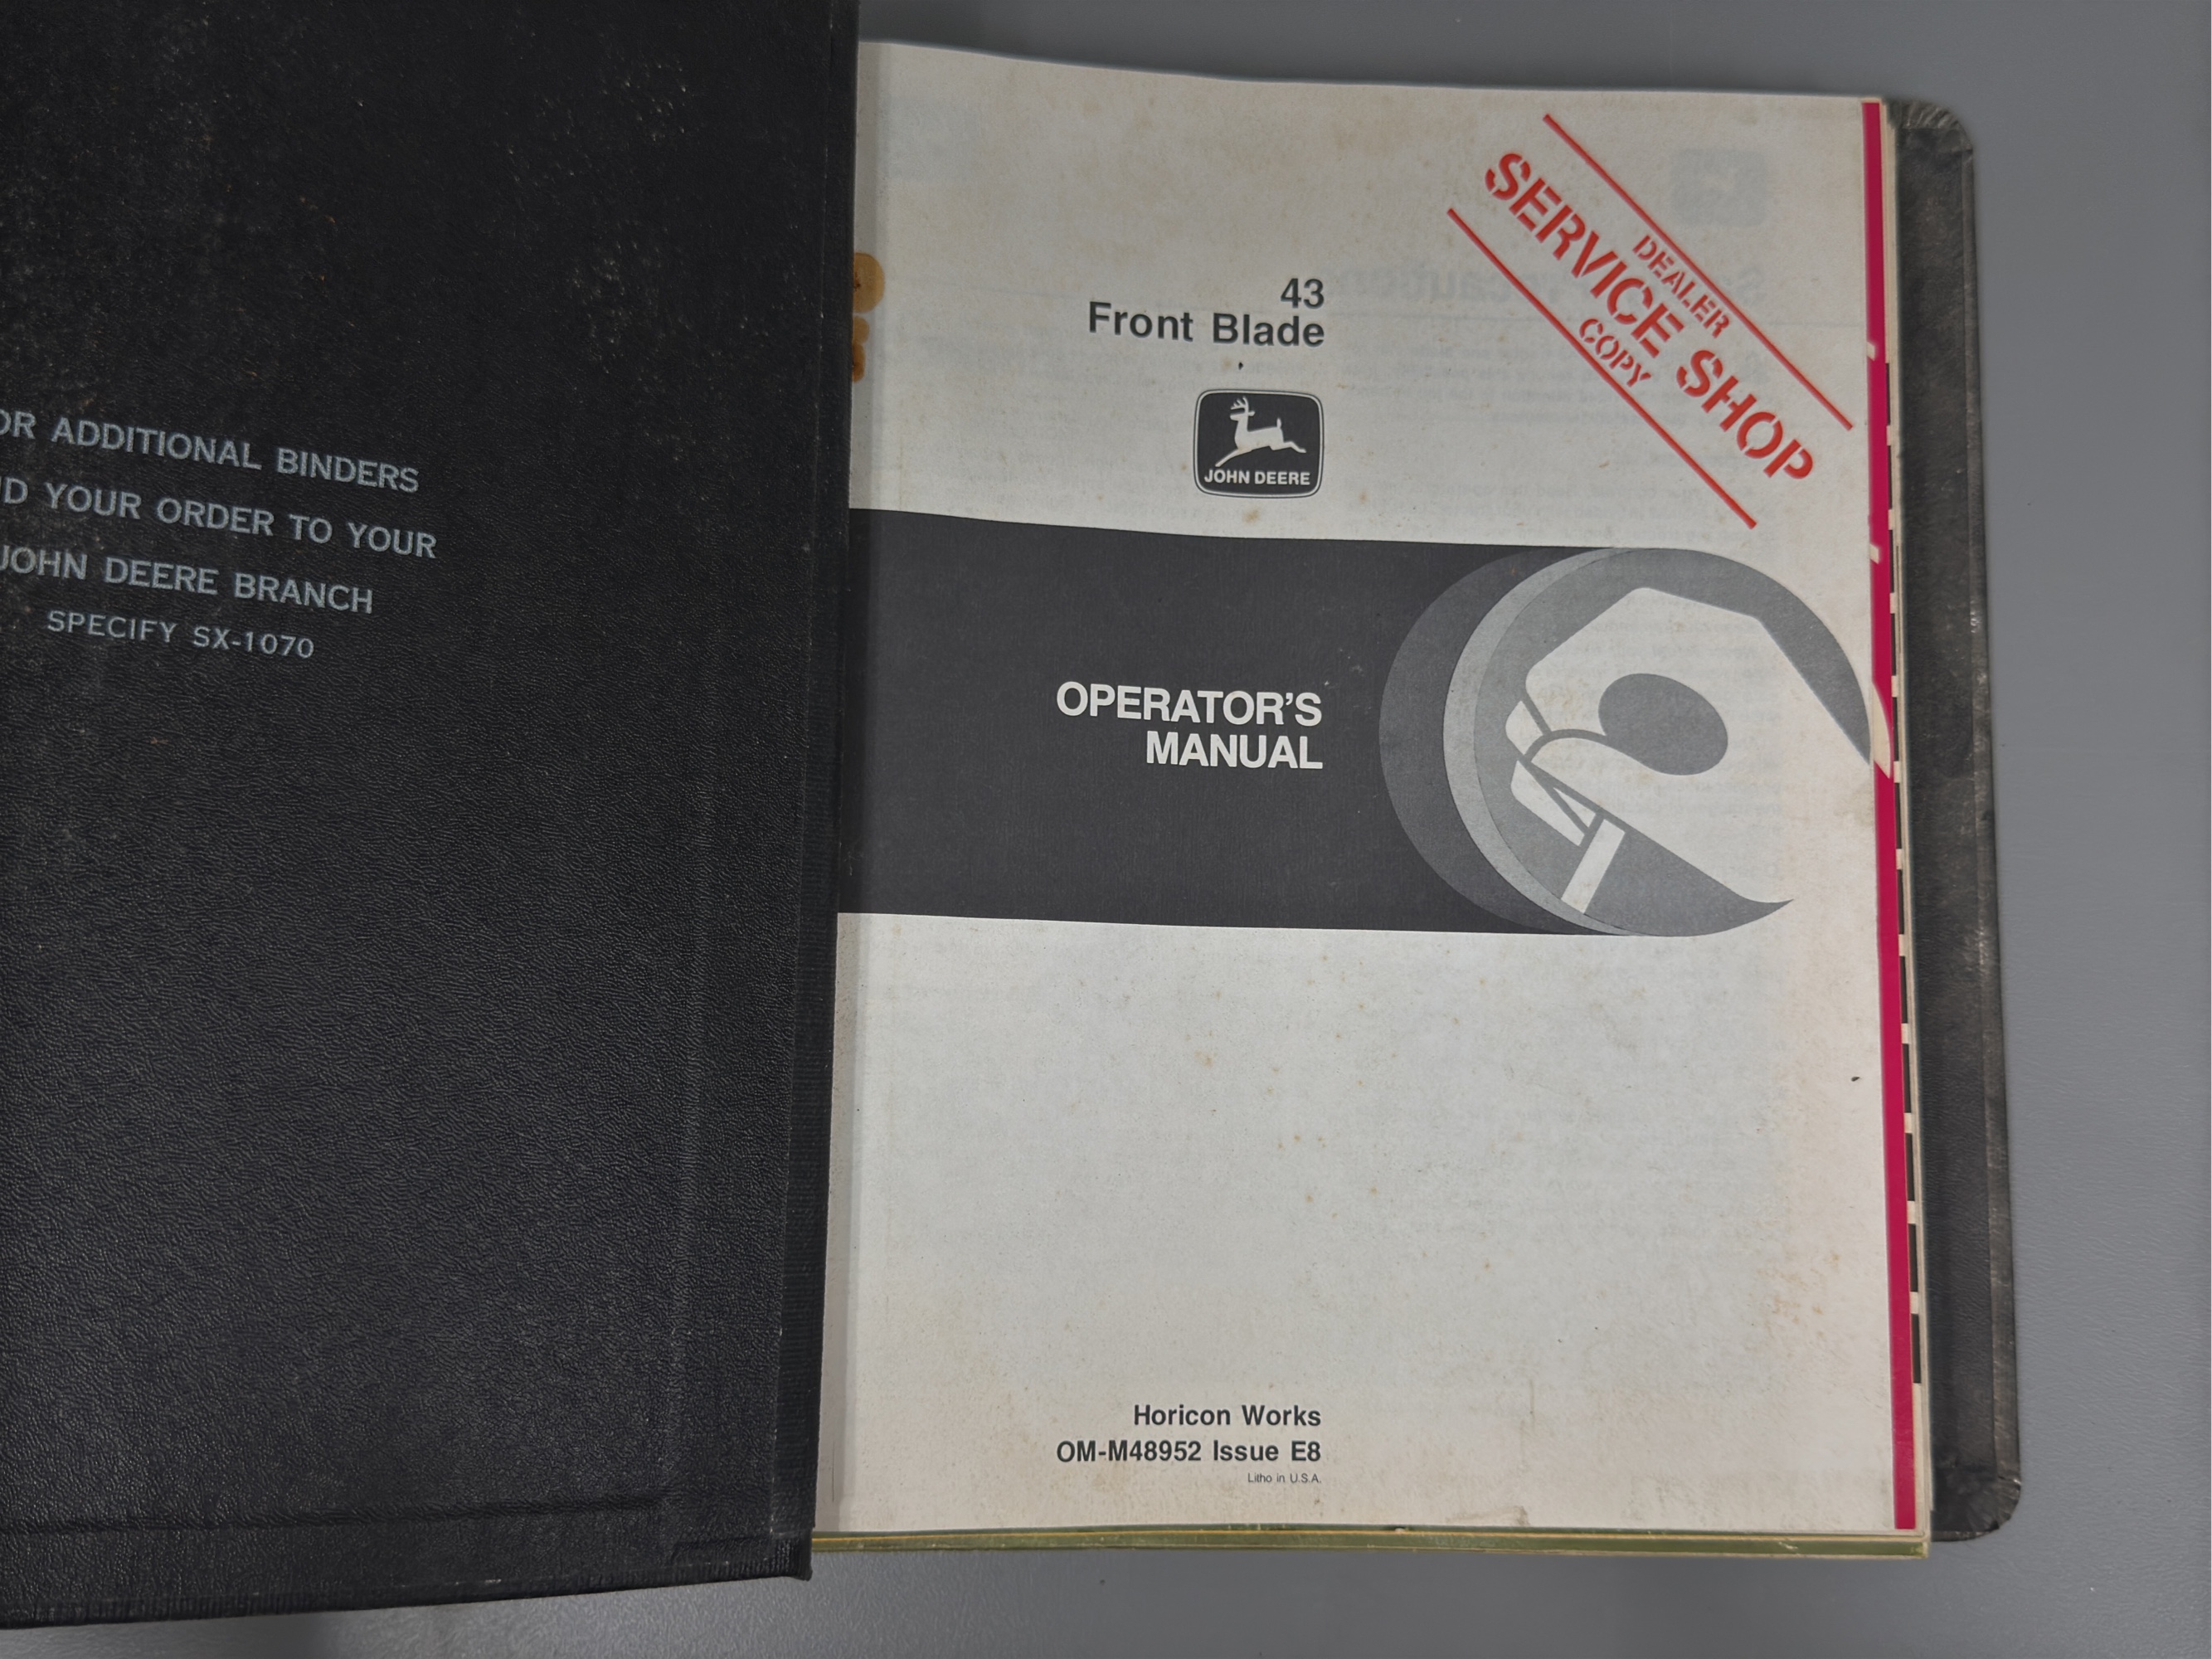 ADDITIONAL BINDERS
YOUR ORDER TO YOUR
JOHN DEERE BRANCH
SPECIFY SX-1070
43
Front Blade
JOHN DEERE
DEALER
SERVICE SHOP
COPY
OPERATOR'S
MANUAL
Horicon Works
OM-M48952 Issue E8
Litho in U.S.A.